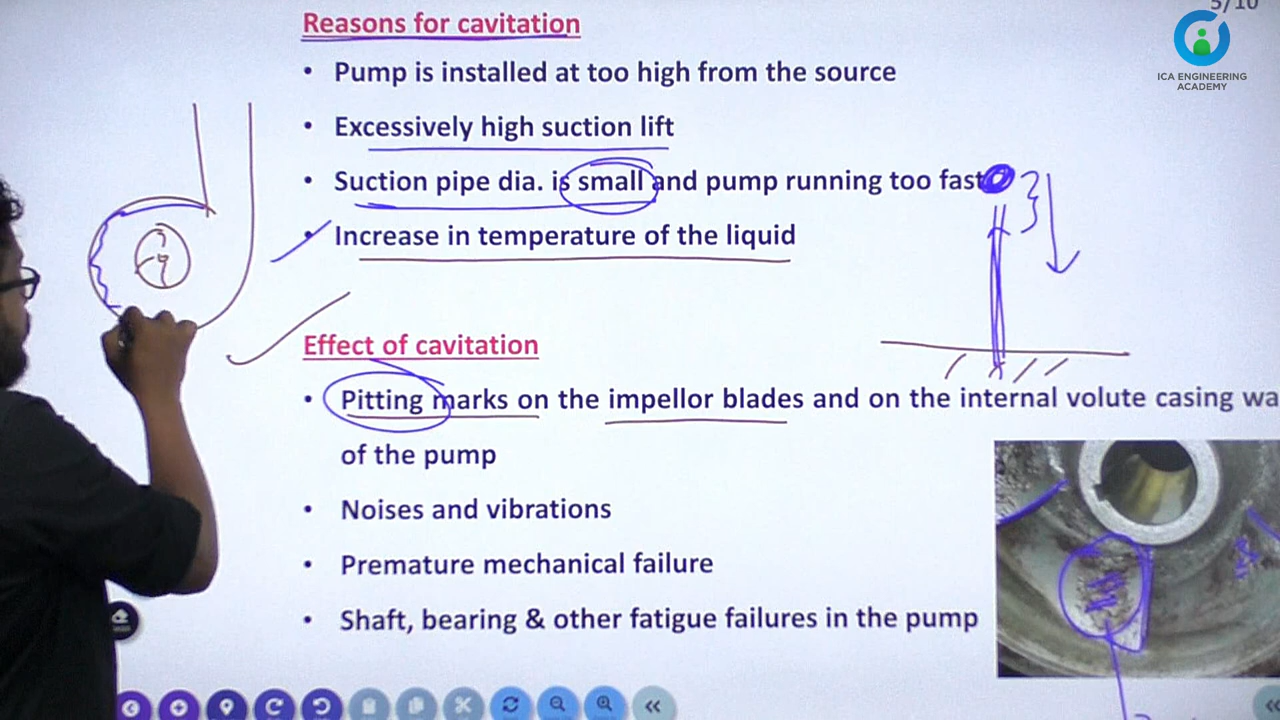 5/10
ICA ENGINEERING
ACADEMY
Reasons for cavitation
• Pump is installed at too high from the source
• Excessively high suction lift
• Suction pipe dia. is small and pump running too fast
• Increase in temperature of the liquid
Effect of cavitation
• Pitting marks on the impellor blades and on the internal volute casing wa
of the pump
• Noises and vibrations
• Premature mechanical failure
• Shaft, bearing & other fatigue failures in the pump